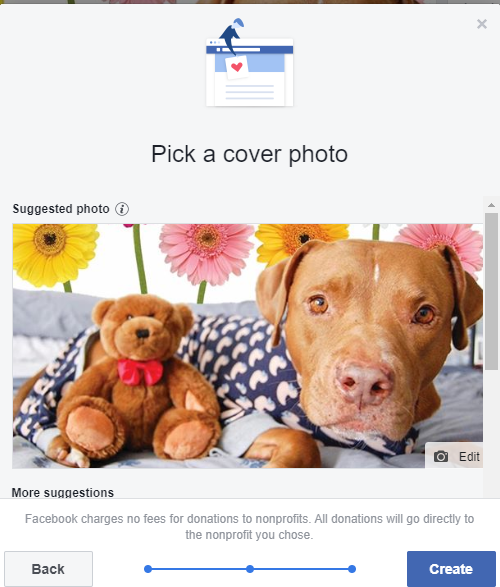 Pick a cover photo
Suggested photo
Edit
More suggestions
Facebook charges no fees for donations to nonprofits. All donations will go directly to
the nonprofit you chose.
Back
Create